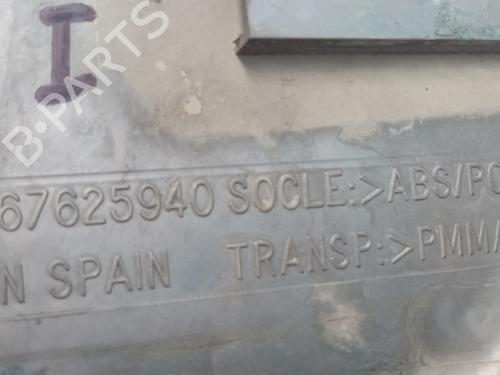 I
B-PARTS
67625940 SOCLE:>ABS/PC
N SPAIN TRANSP:>PMMA